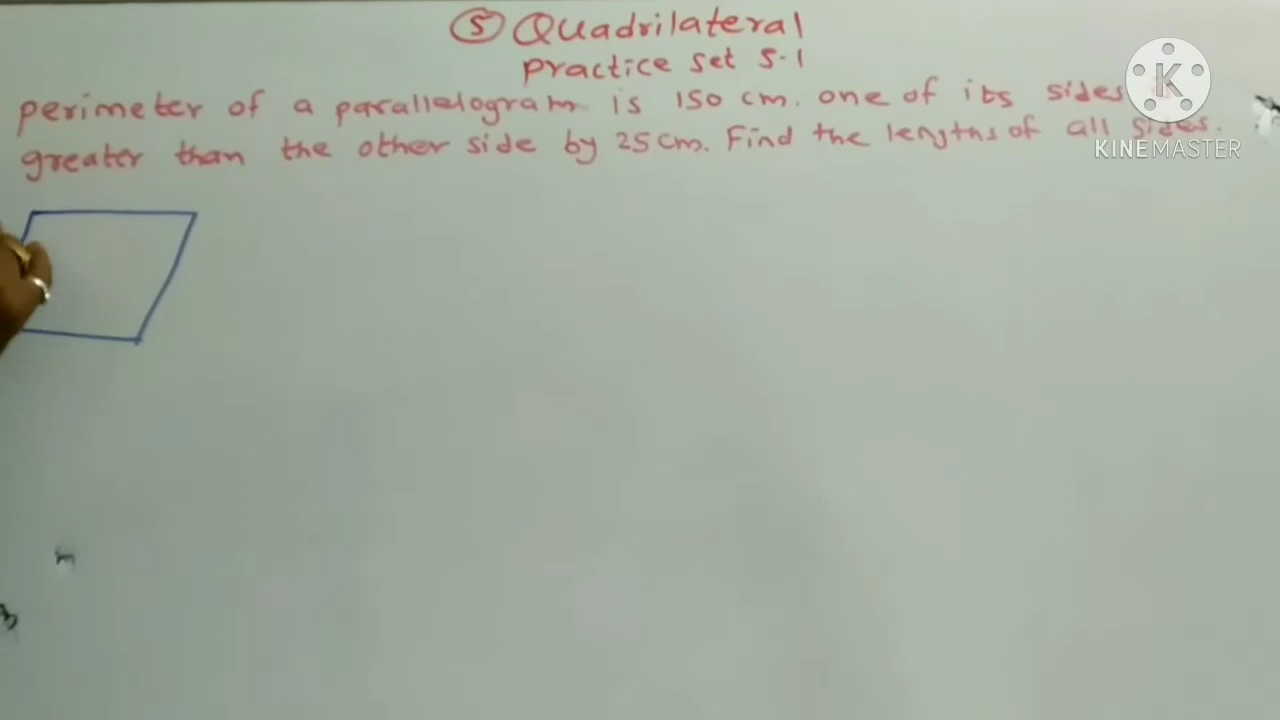 ⑤ Quadrilateral
practice set 5.1
perimeter of a parallelogram is 150 cm. one of its sides
greater than the other side by 25 cm. Find the lengths of all sides.
K
KINEMASTER